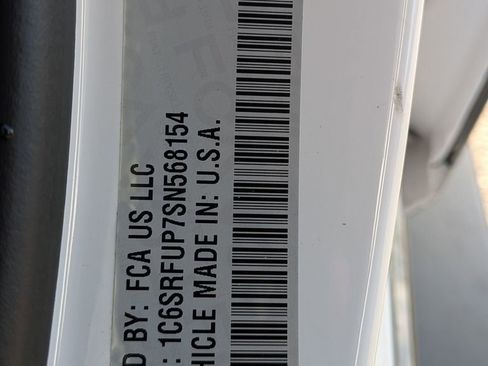 D BY: FCA US LLC
: 1C6SRFUP7SN568154
HICLE MADE IN: U.S.A.